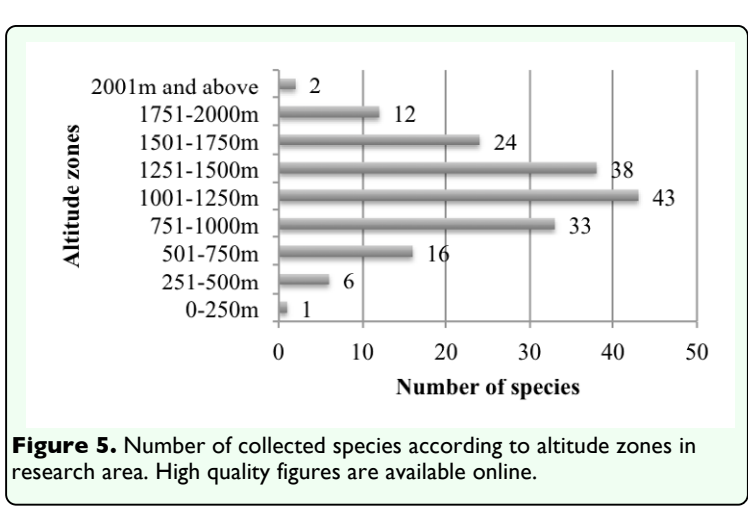 2001m and above 2
1751-2000m 12
1501-1750m 24
1251-1500m 38
1001-1250m 43
751-1000m 33
501-750m 16
251-500m 6
0-250m 1
0 10 20 30 40 50
Altitude zones
Number of species
Figure 5. Number of collected species according to altitude zones in
research area. High quality figures are available online.